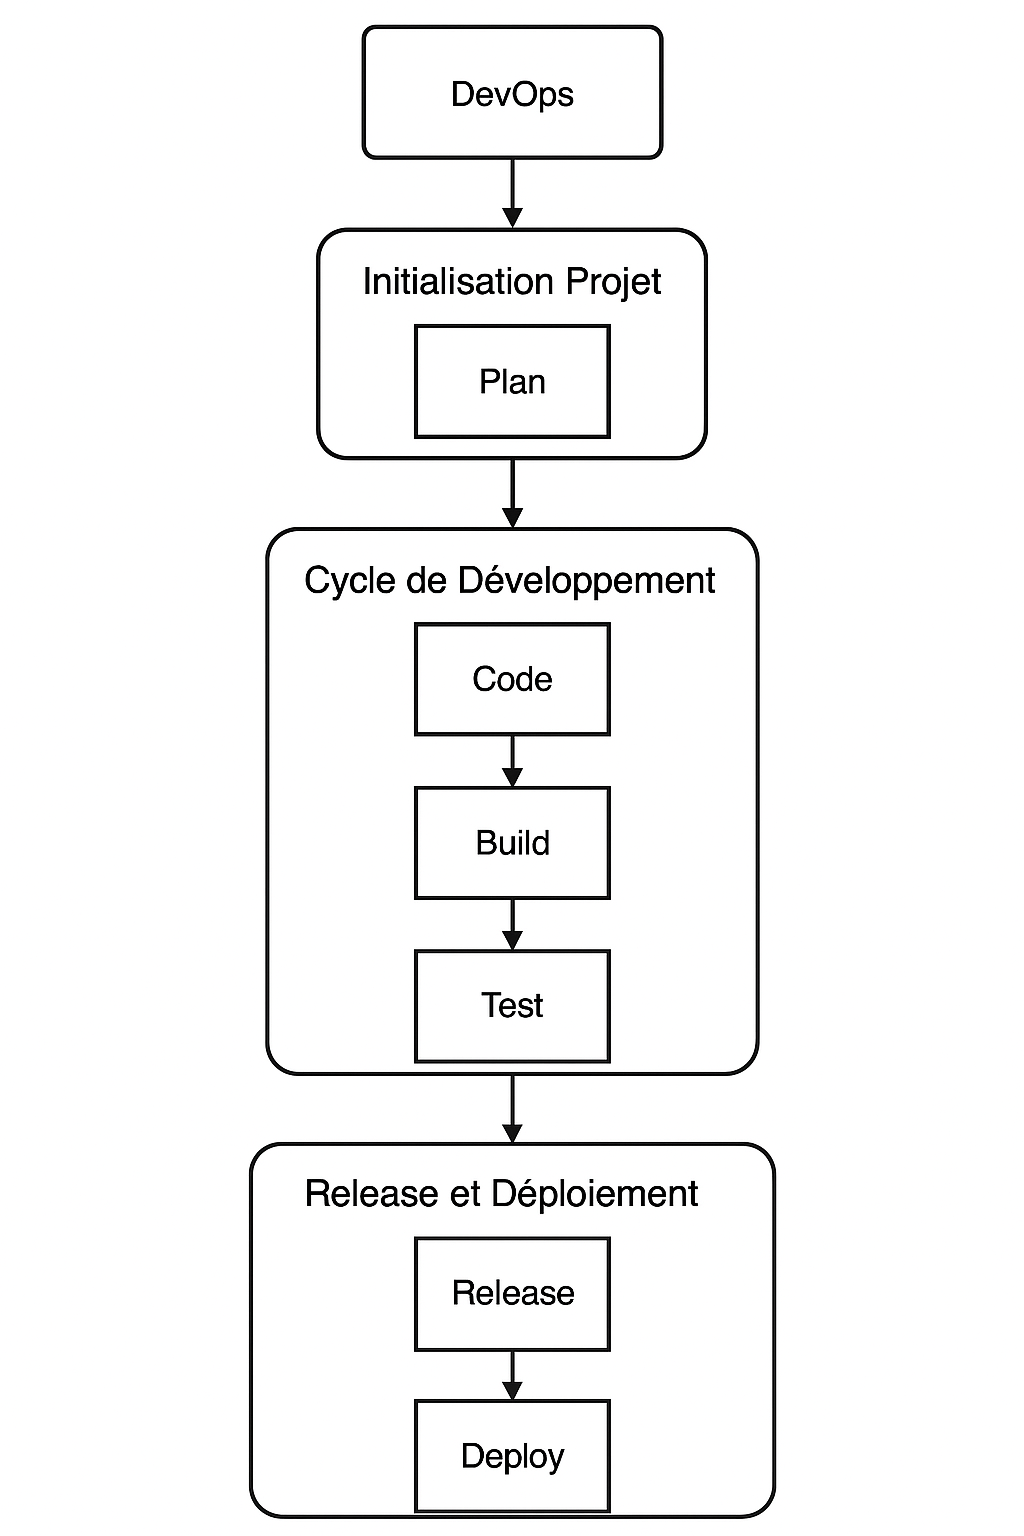 DevOps
Initialisation Projet
Plan
Cycle de Développement
Code
Build
Test
Release et Déploiement
Release
Deploy